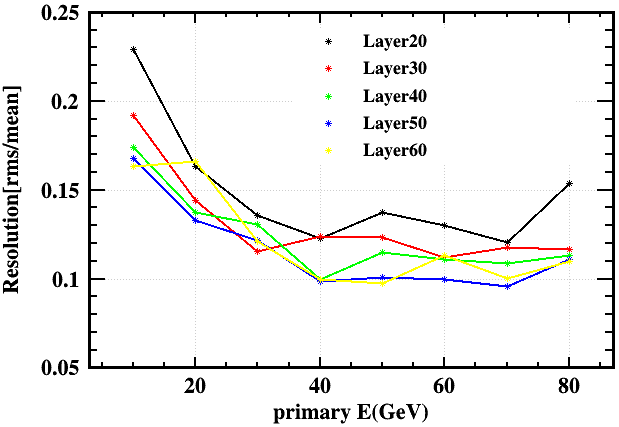 0.25
0.2
0.15
0.1
0.05
Resolution[rms/mean]
Layer20
Layer30
Layer40
Layer50
Layer60
20 40 60 80
primary E(GeV)